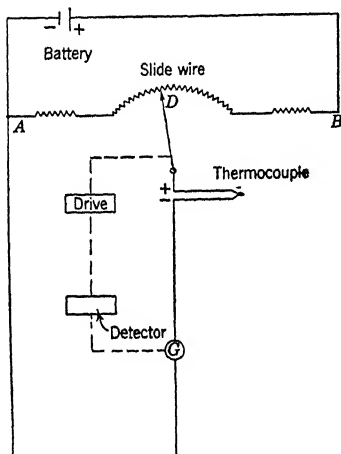 - +
Battery
Slide wire
D
A
B
Thermocouple
+
-
-
Drive
Detector
G